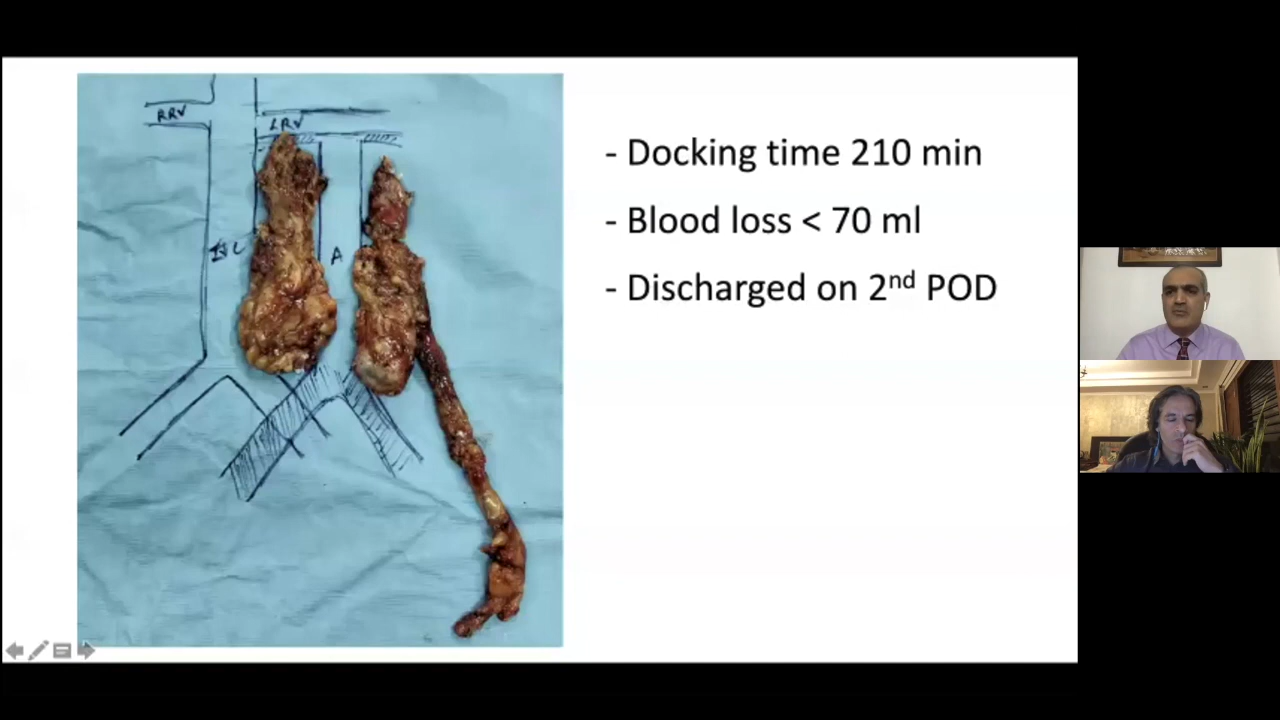 RRV
LRV
A
- Docking time 210 min
- Blood loss < 70 ml
- Discharged on 2nd POD